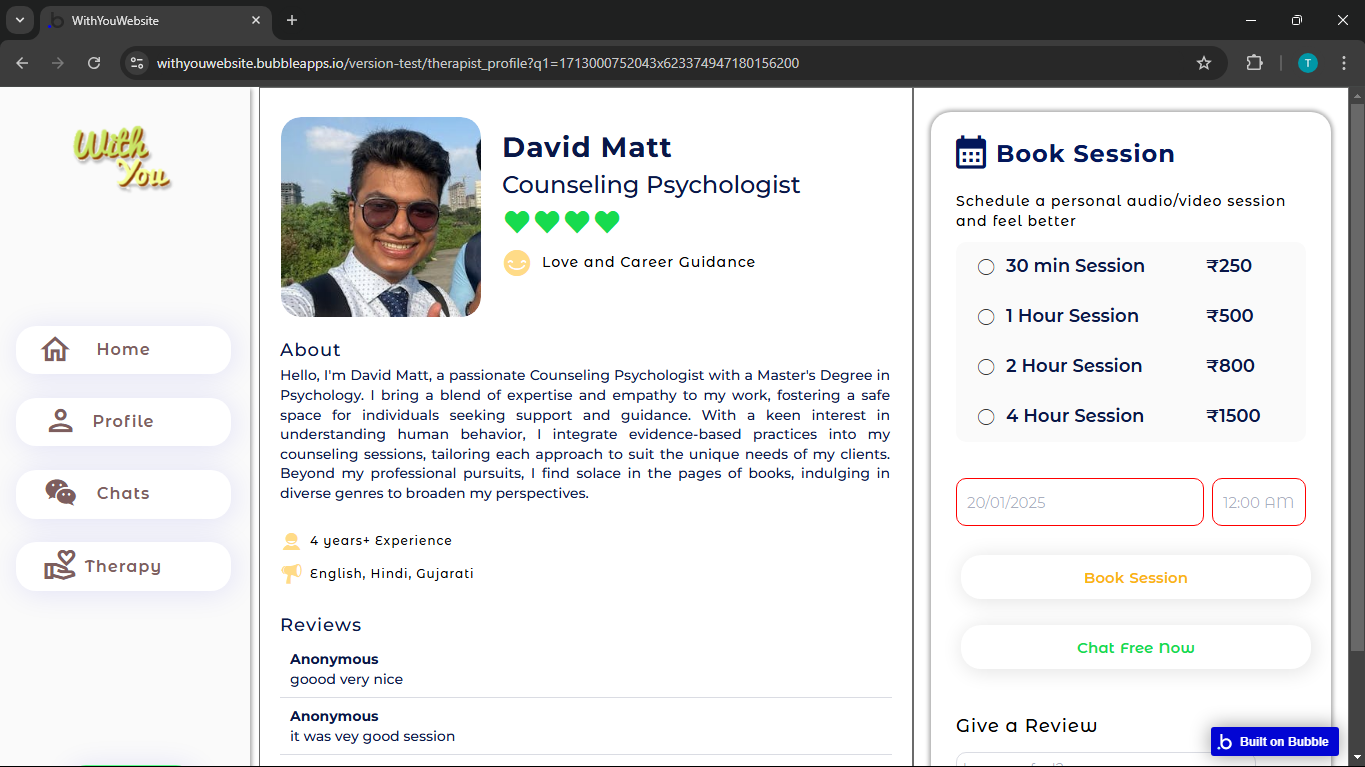 WithYouWebsite
withyouwebsite.bubbleapps.io/version-test/therapist_profile?q1=1713000752043x623374947180156200
T
With
You
Home
Profile
Chats
Therapy
David Matt
Counseling Psychologist
Love and Career Guidance
About
Hello, I'm David Matt, a passionate Counseling Psychologist with a Master's Degree in
Psychology. I bring a blend of expertise and empathy to my work, fostering a safe
space for individuals seeking support and guidance. With a keen interest in
understanding human behavior, I integrate evidence-based practices into my
counseling sessions, tailoring each approach to suit the unique needs of my clients.
Beyond my professional pursuits, I find solace in the pages of books, indulging in
diverse genres to broaden my perspectives.
4 years+ Experience
English, Hindi, Gujarati
Reviews
Anonymous
goood very nice
Anonymous
it was vey good session
Book Session
Schedule a personal audio/video session
and feel better
30 min Session ₹250
1 Hour Session ₹500
2 Hour Session ₹800
4 Hour Session ₹1500
20/01/2025 12:00 AM
Book Session
Chat Free Now
Give a Review
b Built on Bubble